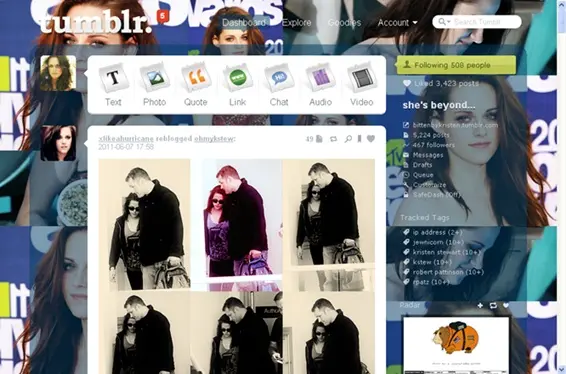 tumblr.
5
Dashboard
Explore
Goodies
Account
Search Tumblr
Following 508 people
Text
Photo
Quote
Link
Chat
Audio
Video
Liked 3,423 posts
she's beyond...
bittenbykristen.tumblr.com
5,224 posts
467 followers
Messages
Drafts
Queue
Customize
SafeDash (Off)
xlikeahurricane reblogged ohmykstew:
2011-06-07 17:58
49
Tracked Tags
ip address (2+)
jewnicorn (10+)
kristen stewart (10+)
kstew (10+)
robert pattinson (10+)
rpatz (10+)
Radar